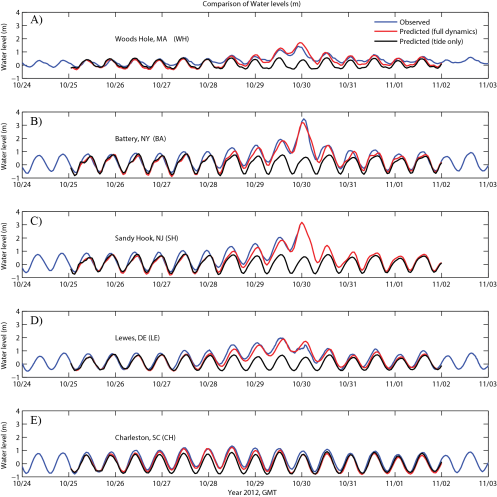 Comparison of Water levels (m)
A)
Woods Hole, MA (WH)
Observed
Predicted (full dynamics)
Predicted (tide only)
Water level (m)
4
3
2
1
0
−1
10/24 10/25 10/26 10/27 10/28 10/29 10/30 10/31 11/01 11/02 11/03
B)
Battery, NY (BA)
Water level (m)
4
3
2
1
0
−1
10/24 10/25 10/26 10/27 10/28 10/29 10/30 10/31 11/01 11/02 11/03
C)
Sandy Hook, NJ (SH)
Water level (m)
4
3
2
1
0
−1
10/24 10/25 10/26 10/27 10/28 10/29 10/30 10/31 11/01 11/02 11/03
D)
Lewes, DE (LE)
Water level (m)
4
3
2
1
0
−1
10/24 10/25 10/26 10/27 10/28 10/29 10/30 10/31 11/01 11/02 11/03
E)
Charleston, SC (CH)
Water level (m)
4
3
2
1
0
−1
10/24 10/25 10/26 10/27 10/28 10/29 10/30 10/31 11/01 11/02 11/03
Year 2012, GMT